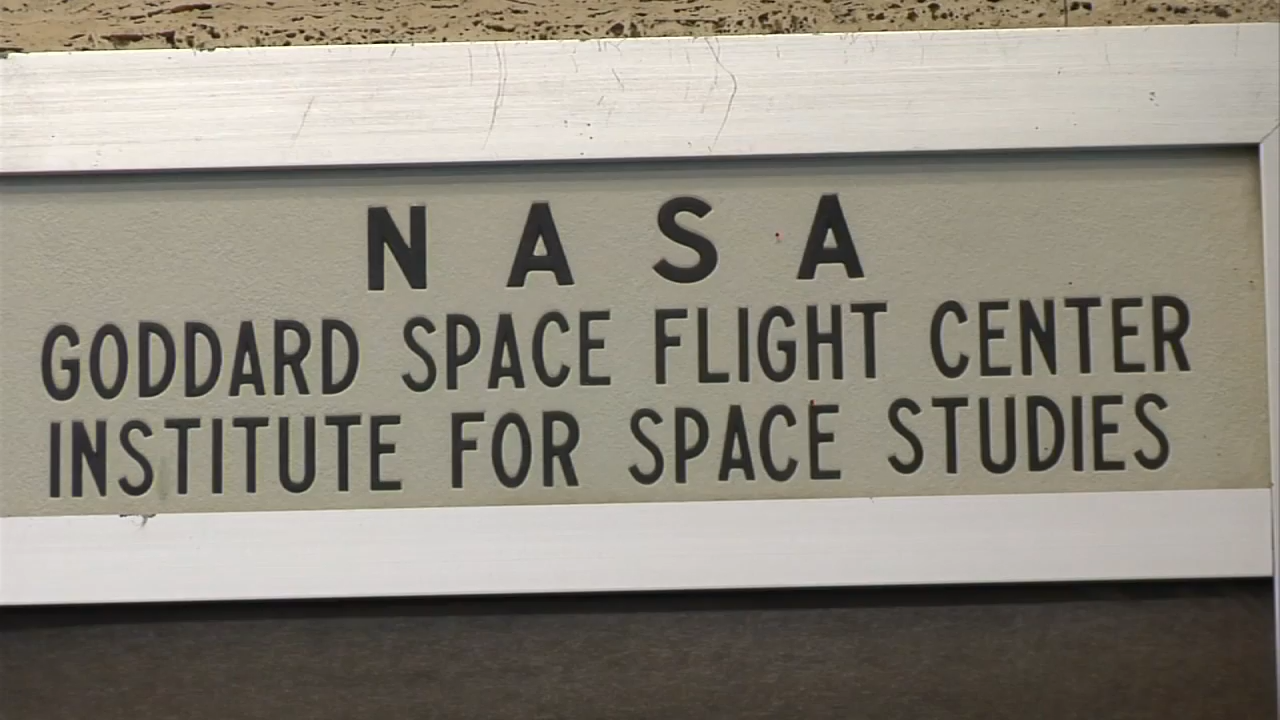 N A S A
GODDARD SPACE FLIGHT CENTER
INSTITUTE FOR SPACE STUDIES